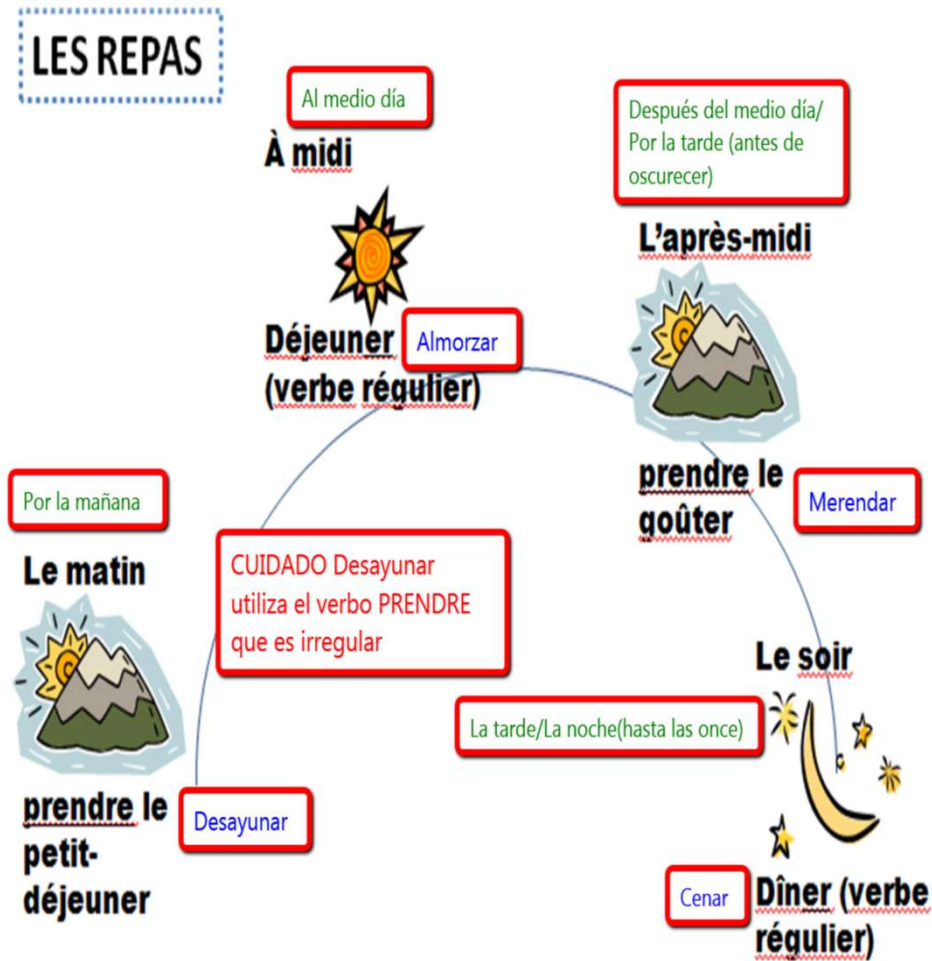 LES REPAS
Al medio día
À midi
Déjeuner
(verbe régulier)
Almorzar
Después del medio día/
Por la tarde (antes de
oscurecer)
L'après-midi
prendre le
goûter
Merendar
Por la mañana
Le matin
CUIDADO Desayunar
utiliza el verbo PRENDRE
que es irregular
prendre le
petit-
déjeuner
Desayunar
Le soir
La tarde/La noche(hasta las once)
Cenar
Dîner (verbe
régulier)